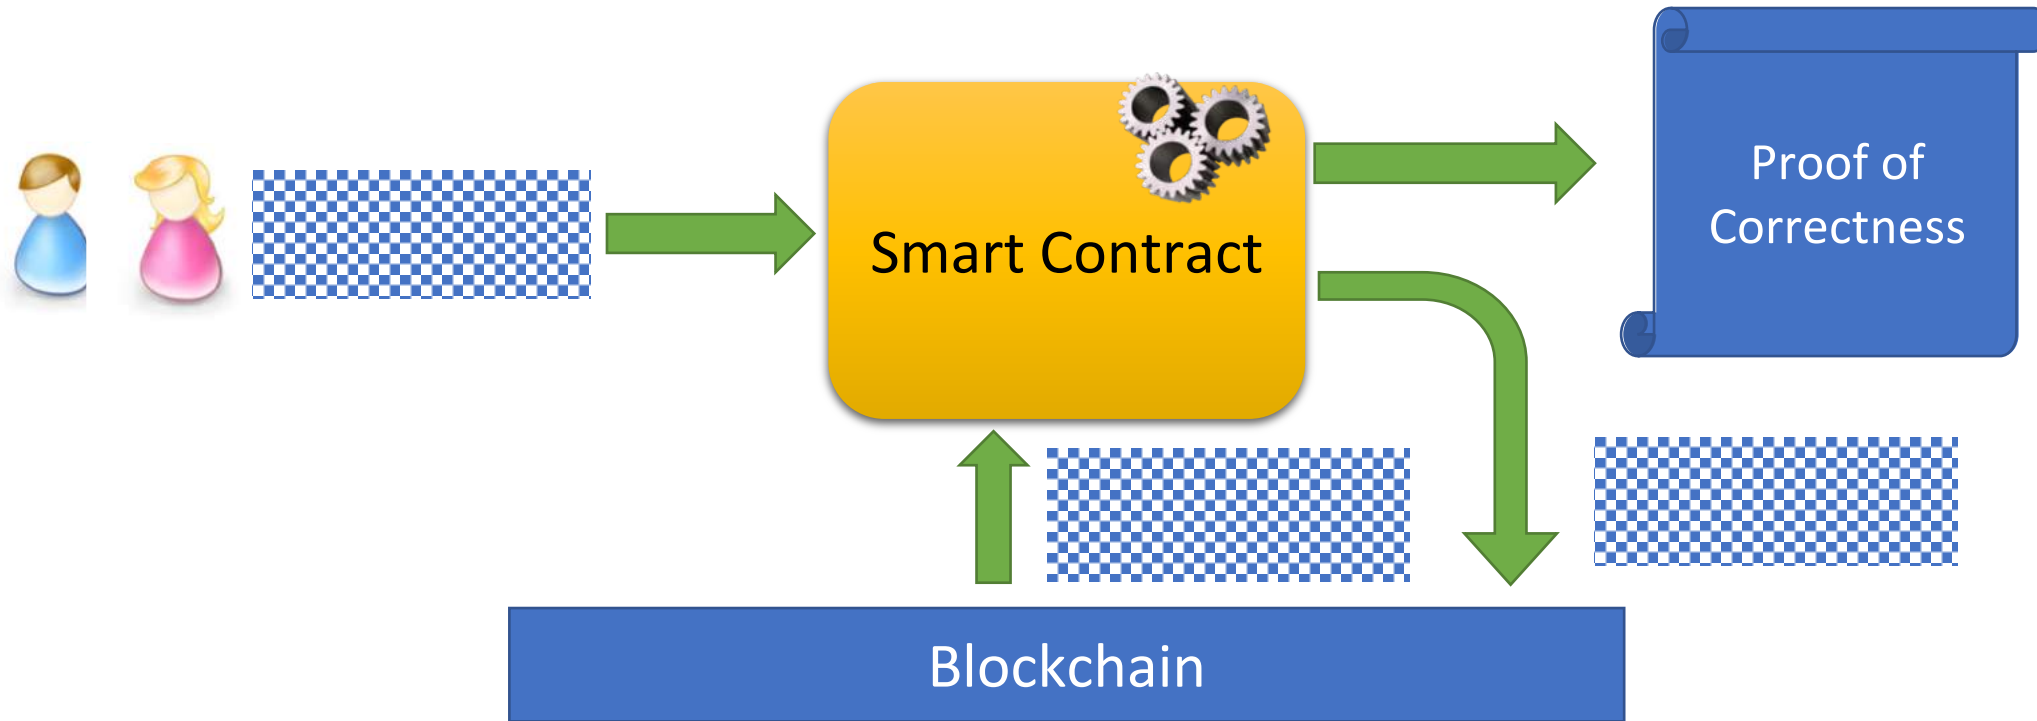 Smart Contract
Proof of
Correctness
Blockchain